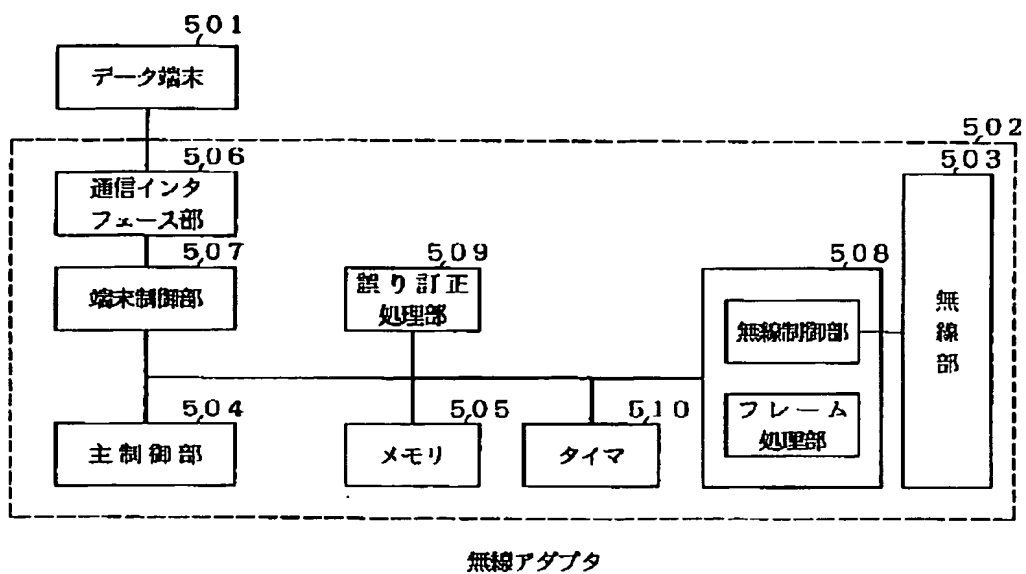 501
データ端末
502
506
503
通信インタ
フェース部
507
509
508
端末制御部
誤り訂正
処理部
無線制御部
無線部
504
505
510
主制御部
メモリ
タイマ
フレーム
処理部
無線アダプタ